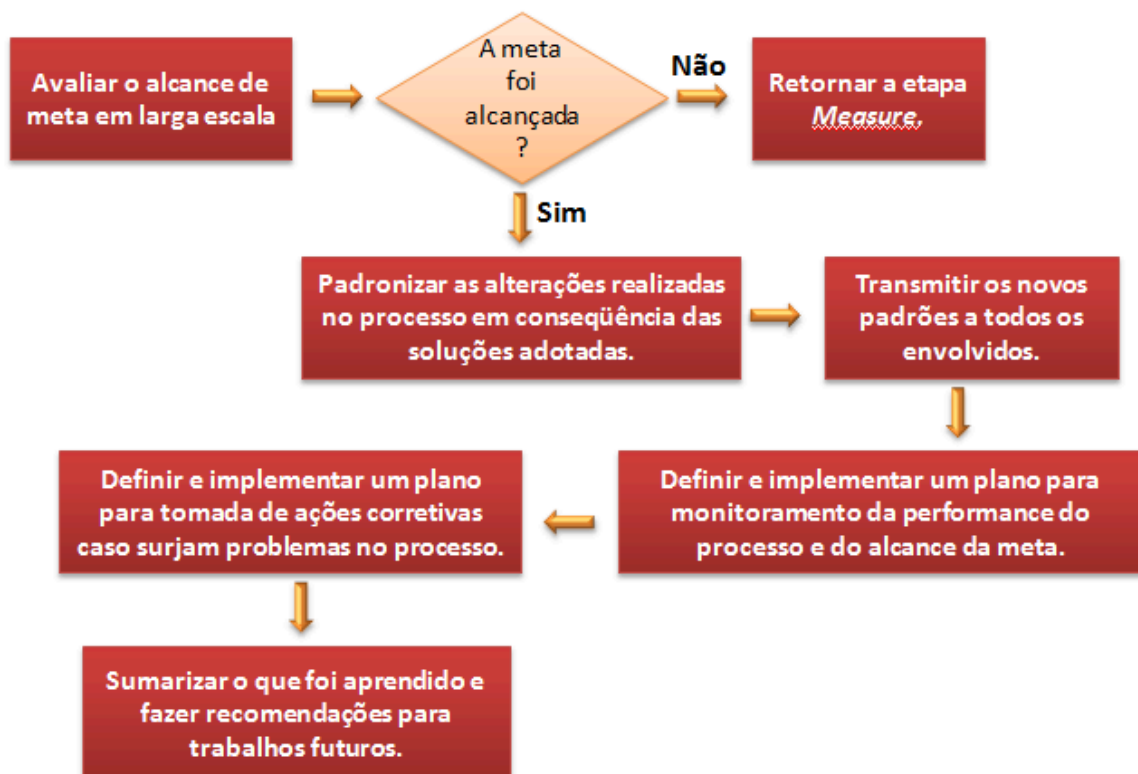 Avaliar o alcance de
meta em larga escala
A meta
foi
alcançada
?
Não
Retornar a etapa
Measure.
Sim
Padronizar as alterações realizadas
no processo em conseqüência das
soluções adotadas.
Transmitir os novos
padrões a todos os
envolvidos.
Definir e implementar um plano para
monitoramento da performance do
processo e do alcance da meta.
Definir e implementar um plano
para tomada de ações corretivas
caso surjam problemas no processo.
Sumarizar o que foi aprendido e
fazer recomendações para
trabalhos futuros.